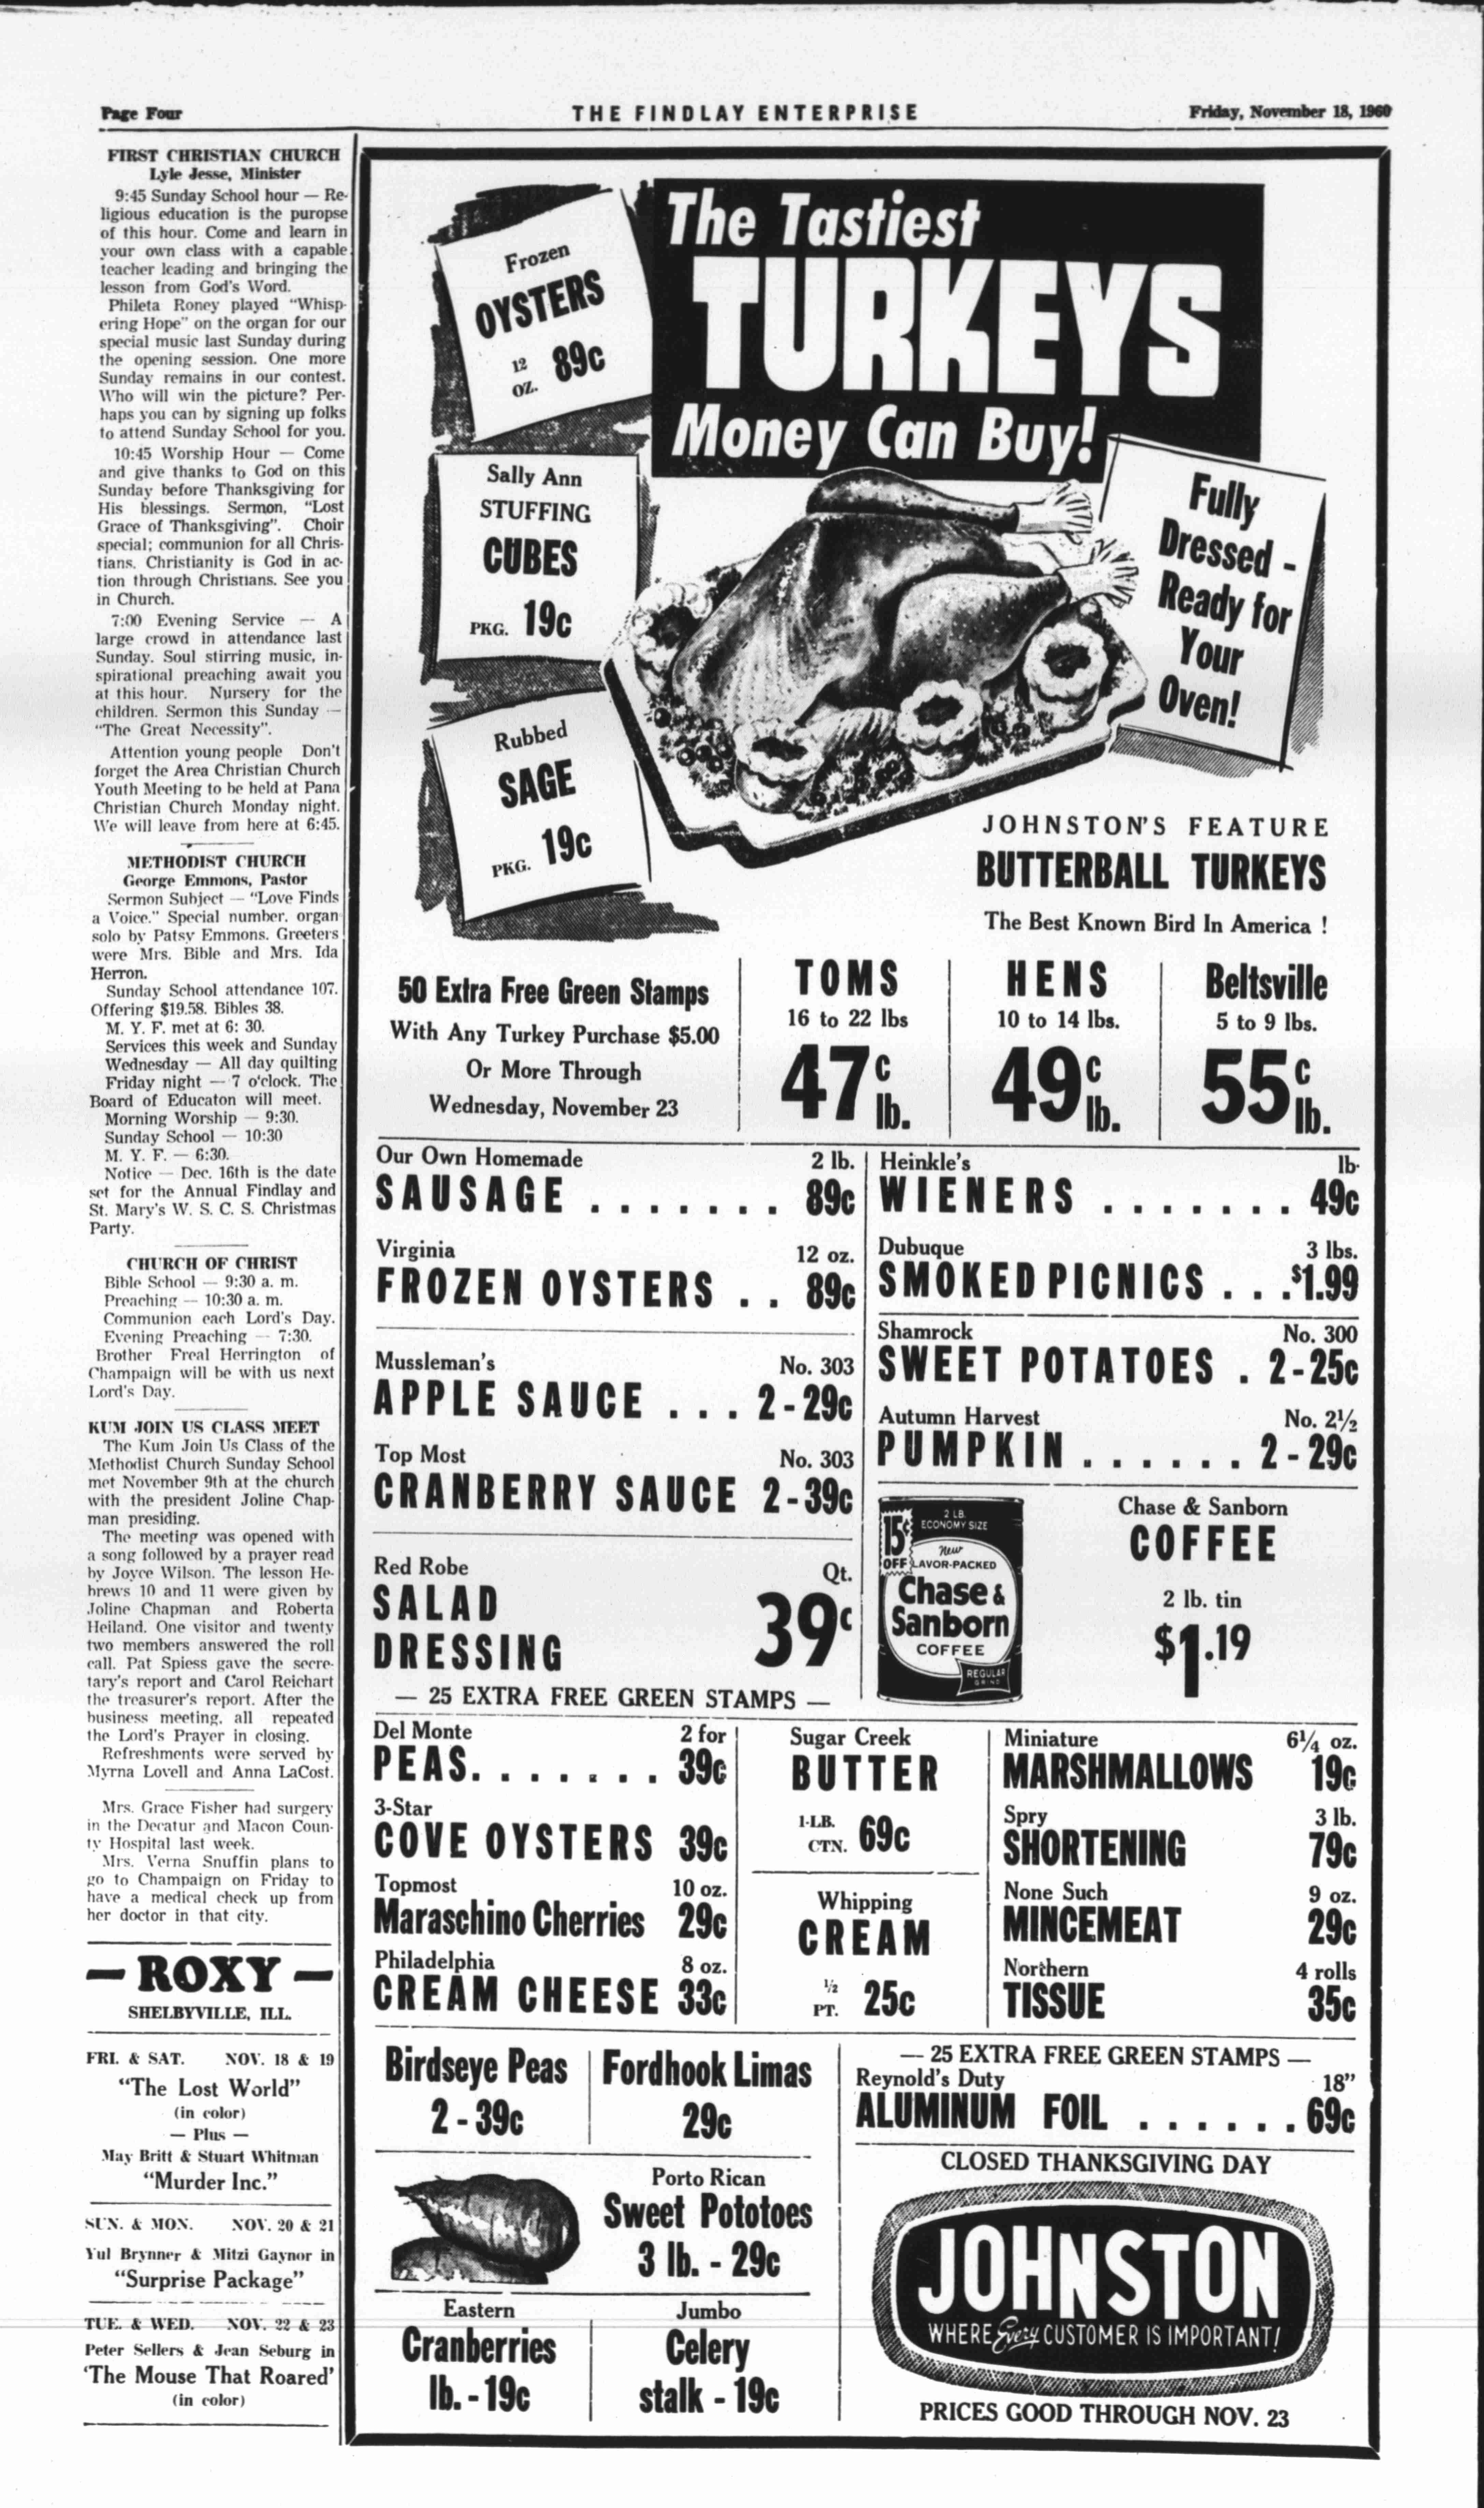 Page Four
THE FINDLAY ENTERPRISE
Friday, November 18, 1960
FIRST CHRISTIAN CHURCH
Lyle Jesse, Minister
9:45 Sunday School hour — Re-
ligious education is the puropse
of this hour. Come and learn in
your own class with a capable
teacher leading and bringing the
lesson from God's Word.
Phileta Roney played "Whisp-
ering Hope" on the organ for our
special music last Sunday during
the opening session. One more
Sunday remains in our contest.
Who will win the picture? Per-
haps you can by signing up folks
to attend Sunday School for you.
10:45 Worship Hour — Come
and give thanks to God on this
Sunday before Thanksgiving for
His blessings. Sermon, "Lost
Grace of Thanksgiving". Choir
special; communion for all Chris-
tians. Christianity is God in ac-
tion through Christians. See you
in Church.
7:00 Evening Service — A
large crowd in attendance last
Sunday. Soul stirring music, in-
spirational preaching await you
at this hour. Nursery for the
children. Sermon this Sunday —
"The Great Necessity".
Attention young people Don't
forget the Area Christian Church
Youth Meeting to be held at Pana
Christian Church Monday night.
We will leave from here at 6:45.
METHODIST CHURCH
George Emmons, Pastor
Sermon Subject — "Love Finds
a Voice." Special number, organ
solo by Patsy Emmons. Greeters
were Mrs. Bible and Mrs. Ida
Herron.
Sunday School attendance 107.
Offering $19.58. Bibles 38.
M. Y. F. met at 6: 30.
Services this week and Sunday
Wednesday — All day quilting
Friday night — 7 o'clock. The
Board of Educaton will meet.
Morning Worship — 9:30.
Sunday School — 10:30
M. Y. F. — 6:30.
Notice — Dec. 16th is the date
set for the Annual Findlay and
St. Mary's W. S. C. S. Christmas
Party.
CHURCH OF CHRIST
Bible School — 9:30 a. m.
Preaching — 10:30 a. m.
Communion each Lord's Day.
Evening Preaching — 7:30.
Brother Freal Herrington of
Champaign will be with us next
Lord's Day.
KUM JOIN US CLASS MEET
The Kum Join Us Class of the
Methodist Church Sunday School
met November 9th at the church
with the president Joline Chap-
man presiding.
The meeting was opened with
a song followed by a prayer read
by Joyce Wilson. The lesson He-
brews 10 and 11 were given by
Joline Chapman and Roberta
Heiland. One visitor and twenty
two members answered the roll
call. Pat Spiess gave the secre-
tary's report and Carol Reichart
the treasurer's report. After the
business meeting, all repeated
the Lord's Prayer in closing.
Refreshments were served by
Myrna Lovell and Anna LaCost.
Mrs. Grace Fisher had surgery
in the Decatur and Macon Coun-
ty Hospital last week.
Mrs. Verna Snuffin plans to
go to Champaign on Friday to
have a medical check up from
her doctor in that city.
— ROXY —
SHELBYVILLE, ILL.
FRI. & SAT. NOV. 18 & 19
"The Lost World"
(in color)
— Plus —
May Britt & Stuart Whitman
"Murder Inc."
SUN. & MON. NOV. 20 & 21
Yul Brynner & Mitzi Gaynor in
"Surprise Package"
TUE. & WED. NOV. 22 & 23
Peter Sellers & Jean Seburg in
'The Mouse That Roared'
(in color)
The Tastiest
TURKEYS
Money Can Buy!
Frozen
OYSTERS
12 OZ. 89c
Sally Ann
STUFFING
CUBES
PKG. 19c
Rubbed
SAGE
PKG. 19c
Fully
Dressed -
Ready for
Your
Oven!
JOHNSTON'S FEATURE
BUTTERBALL TURKEYS
The Best Known Bird In America !
50 Extra Free Green Stamps
With Any Turkey Purchase $5.00
Or More Through
Wednesday, November 23
TOMS
16 to 22 lbs
47c lb.
HENS
10 to 14 lbs.
49c lb.
Beltsville
5 to 9 lbs.
55c lb.
Our Own Homemade 2 lb.
SAUSAGE . . . . . . . 89c
Virginia 12 oz.
FROZEN OYSTERS . . 89c
Mussleman's No. 303
APPLE SAUCE . . . 2-29c
Top Most No. 303
CRANBERRY SAUCE 2-39c
Red Robe Qt.
SALAD
DRESSING 39c
— 25 EXTRA FREE GREEN STAMPS —
Heinkle's lb.
WIENERS . . . . . . . 49c
Dubuque 3 lbs.
SMOKED PICNICS . . . $1.99
Shamrock No. 300
SWEET POTATOES . 2-25c
Autumn Harvest No. 2½
PUMPKIN . . . . . . 2-29c
2 LB.
ECONOMY SIZE
15c
OFF
New
FLAVOR-PACKED
Chase &
Sanborn
COFFEE
REGULAR
GRIND
Chase & Sanborn
COFFEE
2 lb. tin
$1.19
Del Monte 2 for
PEAS. . . . . . . 39c
3-Star
COVE OYSTERS 39c
Topmost 10 oz.
Maraschino Cherries 29c
Philadelphia 8 oz.
CREAM CHEESE 33c
Sugar Creek
BUTTER
1-LB.
CTN. 69c
Whipping
CREAM
½
PT. 25c
Miniature 6¼ oz.
MARSHMALLOWS 19c
Spry 3 lb.
SHORTENING 79c
None Such 9 oz.
MINCEMEAT 29c
Northern 4 rolls
TISSUE 35c
Birdseye Peas
2 - 39c
Fordhook Limas
29c
Porto Rican
Sweet Pototoes
3 lb. - 29c
Eastern
Cranberries
lb. - 19c
Jumbo
Celery
stalk - 19c
— 25 EXTRA FREE GREEN STAMPS —
Reynold's Duty 18"
ALUMINUM FOIL . . . . . . 69c
CLOSED THANKSGIVING DAY
JOHNSTON
WHERE Every CUSTOMER IS IMPORTANT!
PRICES GOOD THROUGH NOV. 23